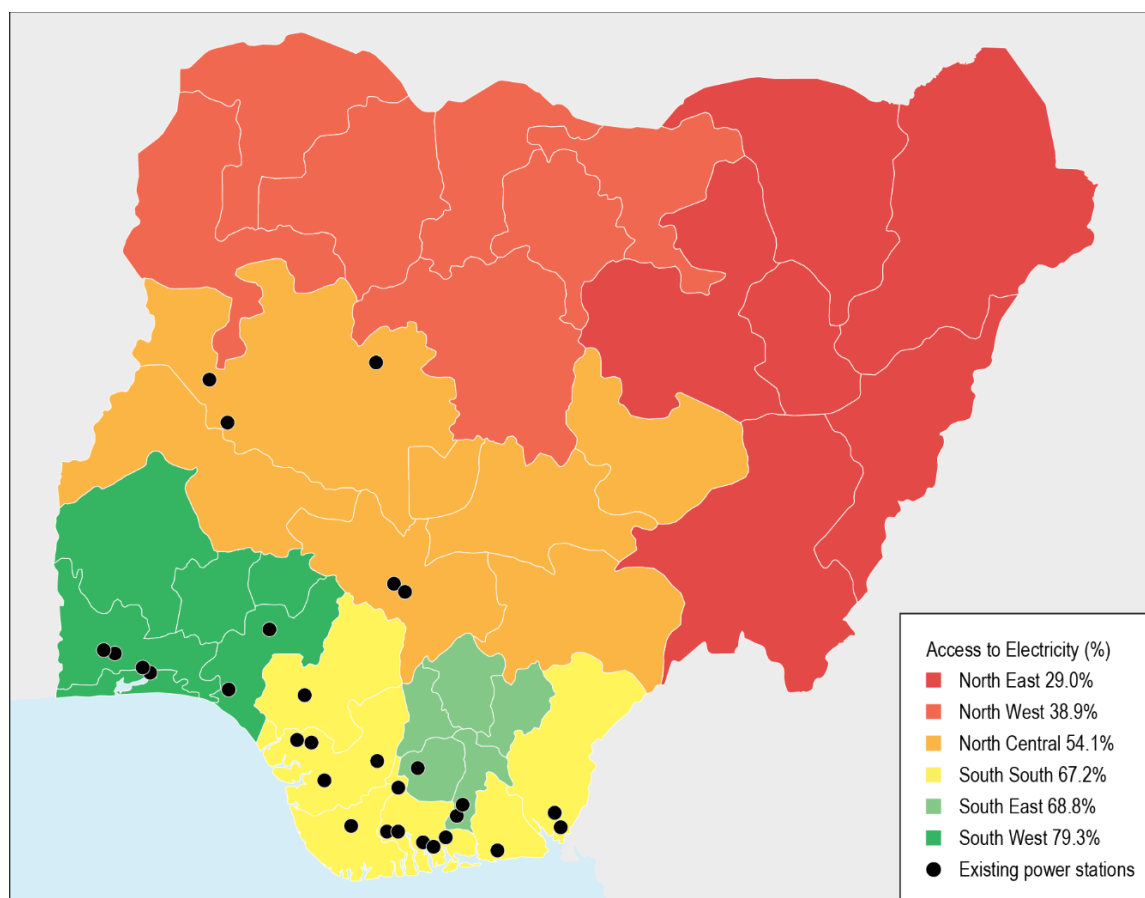 Access to Electricity (%)
North East 29.0%
North West 38.9%
North Central 54.1%
South South 67.2%
South East 68.8%
South West 79.3%
Existing power stations